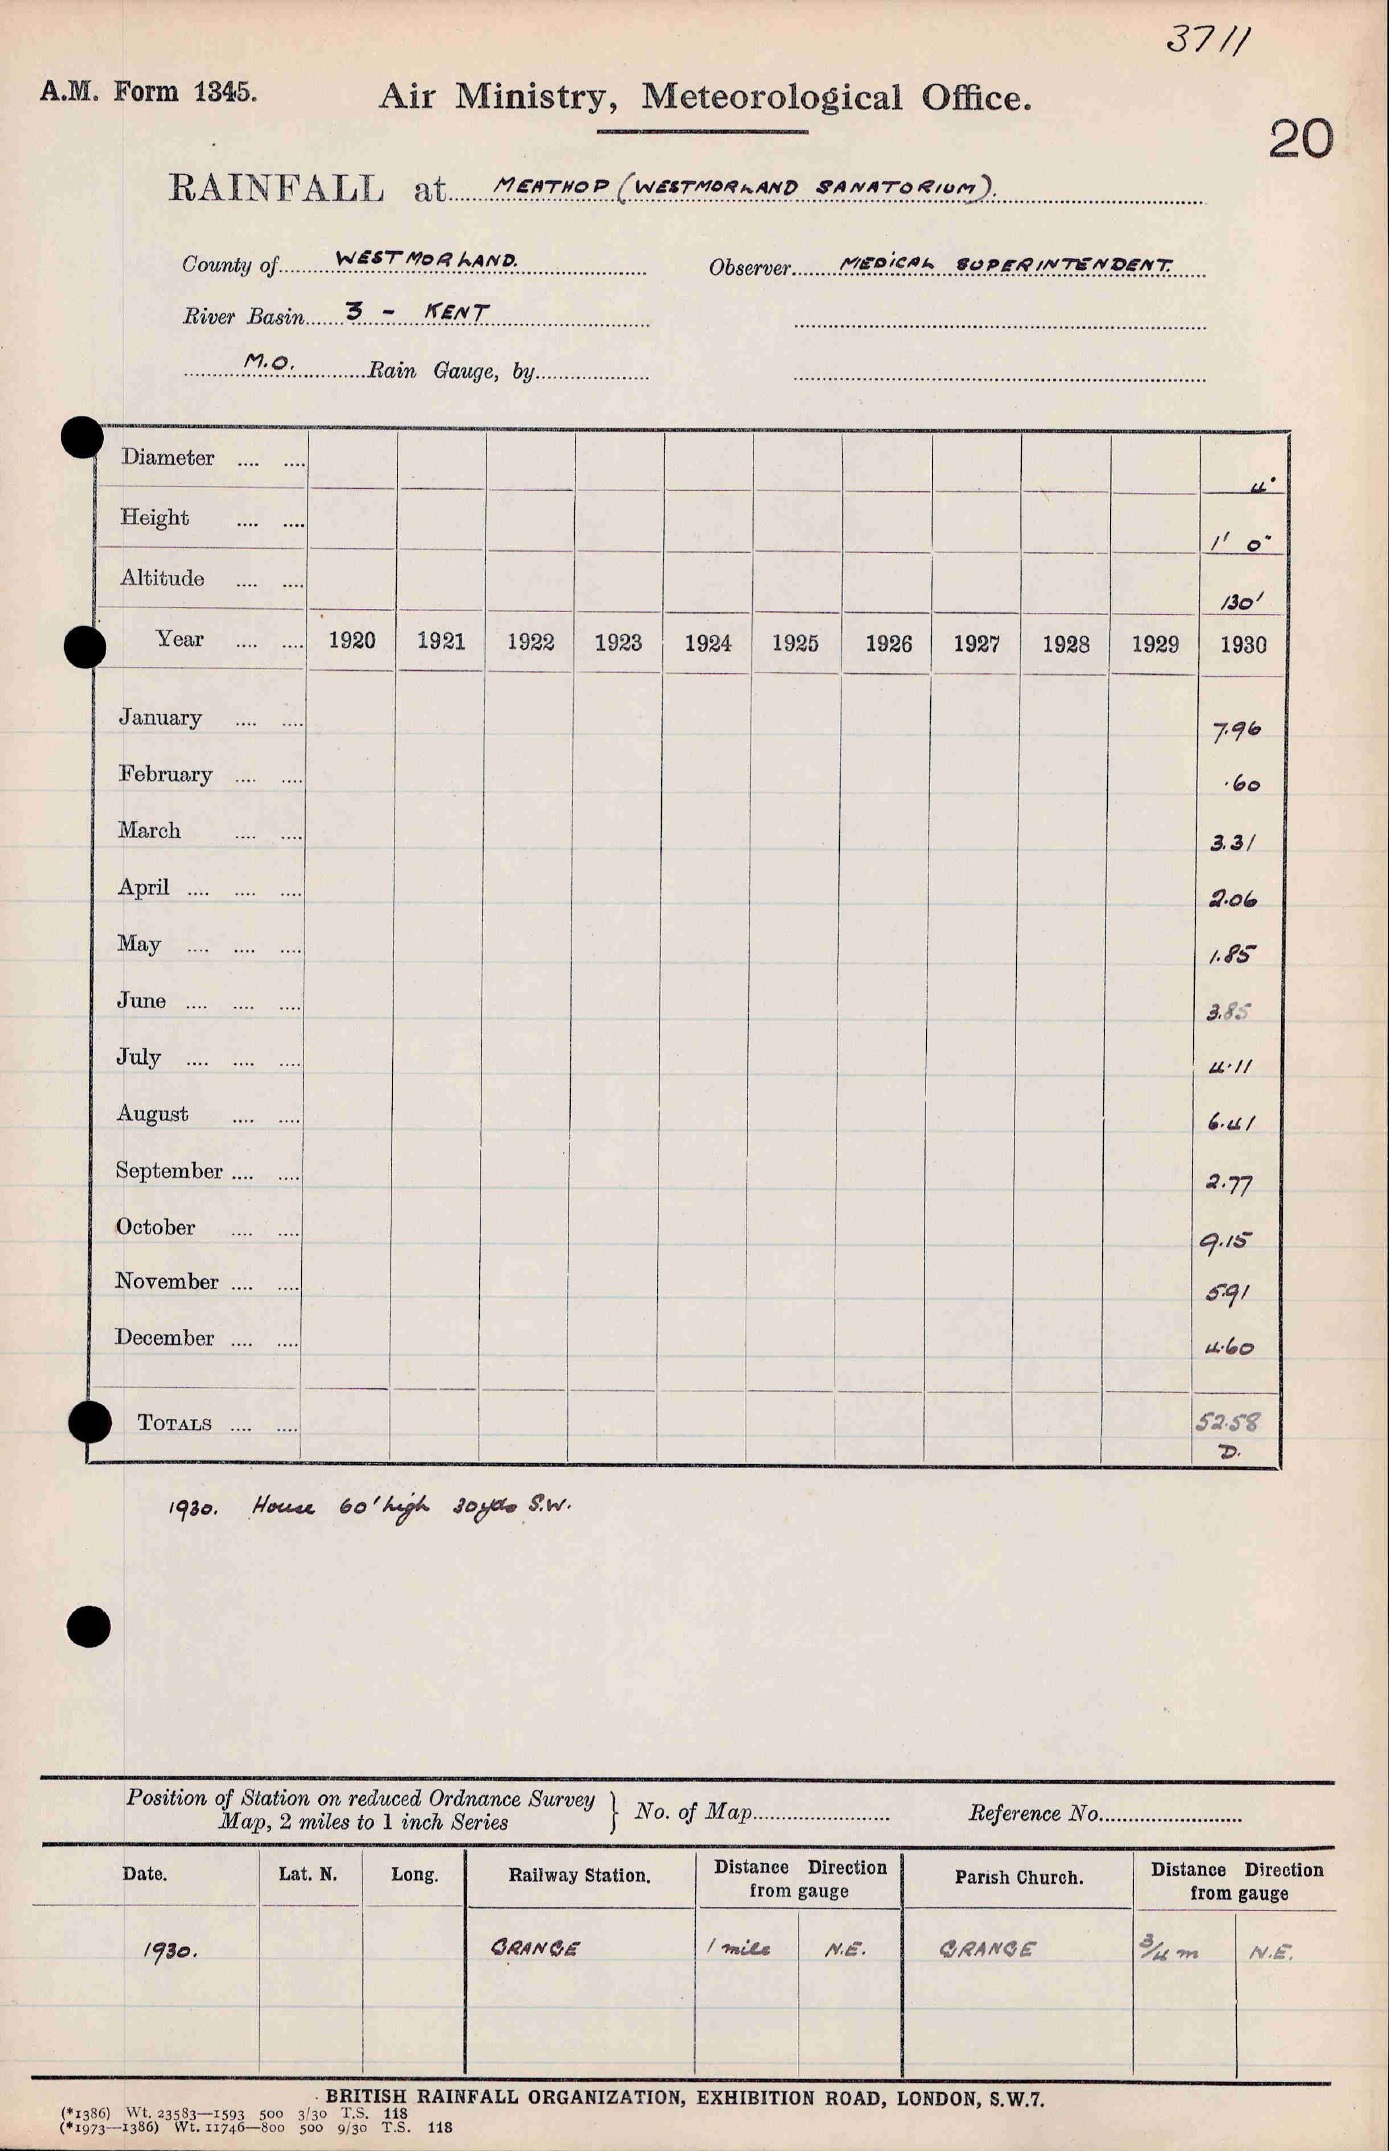 3711
A.M. Form 1345.
Air Ministry, Meteorological Office.
20
RAINFALL at MEATHOP (WESTMORLAND SANATORIUM).
County of WESTMORLAND. Observer MEDICAL SUPERINTENDENT.
River Basin 3 - KENT
M.O. Rain Gauge, by
Diameter .... .... 4"
Height .... .... 1' 0"
Altitude .... .... 130'
Year .... .... 1920 1921 1922 1923 1924 1925 1926 1927 1928 1929 1930
January .... .... 7.96
February .... .... .60
March .... .... 3.31
April .... .... .... 2.06
May .... .... .... 1.85
June .... .... .... 3.85
July .... .... .... 4.11
August .... .... 6.41
September .... .... 2.77
October .... .... 9.15
November .... .... 5.91
December .... .... 4.60
TOTALS .... .... 52.58
D.
1930. House 60' high 30yds S.W.
Position of Station on reduced Ordnance Survey
Map, 2 miles to 1 inch Series } No. of Map Reference No.
Date. Lat. N. Long. Railway Station. Distance Direction from gauge Parish Church. Distance Direction from gauge
1930. GRANGE 1 mile N.E. GRANGE 3/4 m N.E.
BRITISH RAINFALL ORGANIZATION, EXHIBITION ROAD, LONDON, S.W.7.
(*1386) Wt. 23583—1593 500 3/30 T.S. 118
(*1973—1386) Wt. 11746—800 500 9/30 T.S. 118